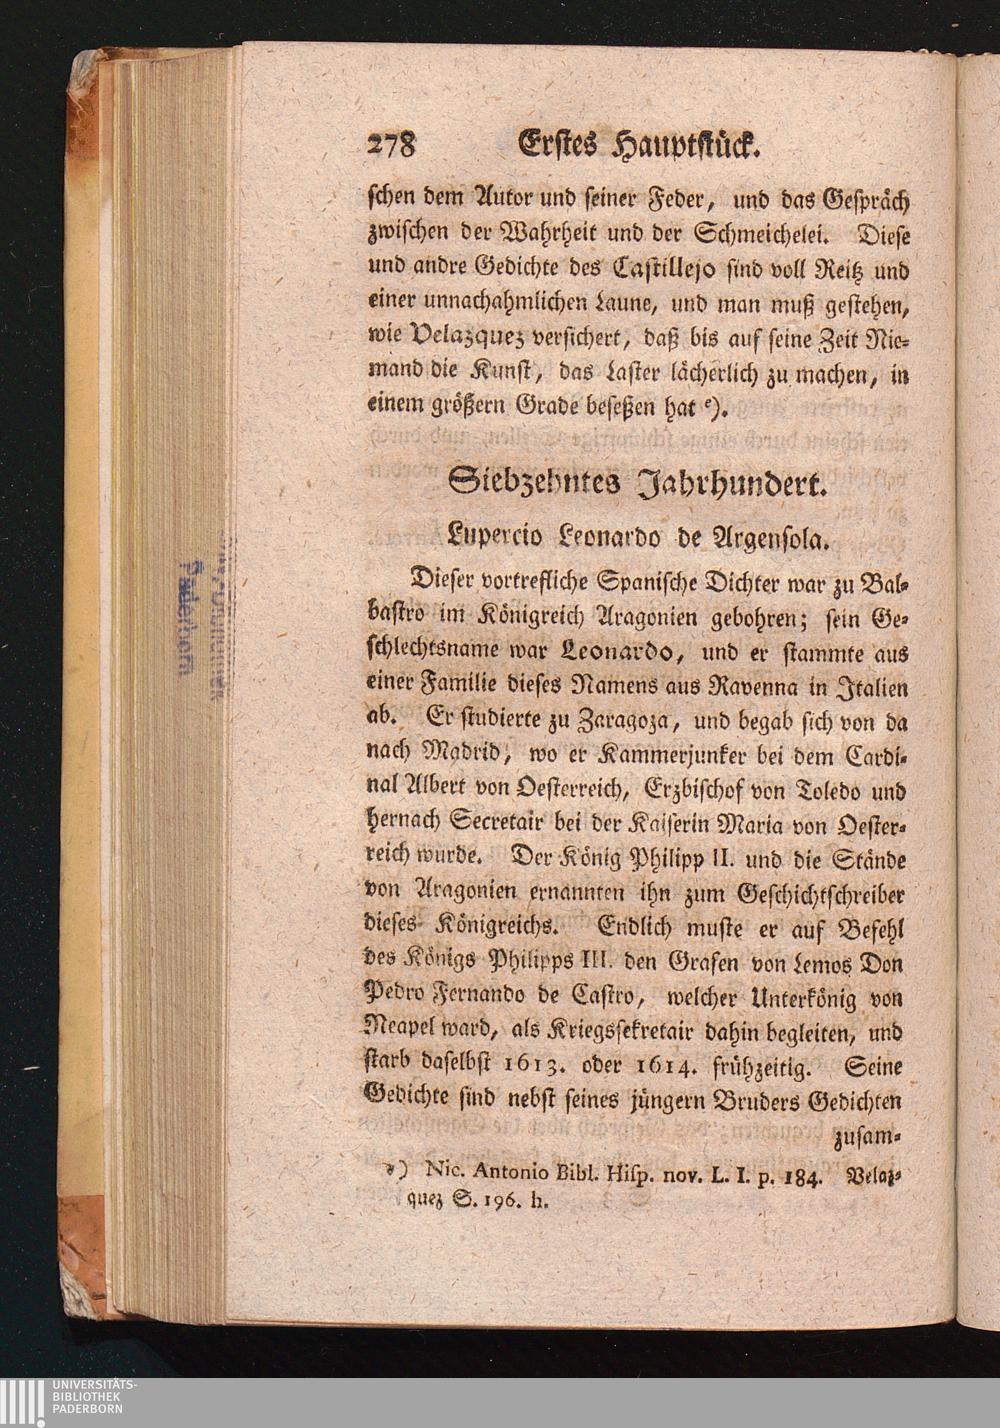 278 Erstes Hauptstück.
schen dem Autor und seiner Feder, und das Gespräch
zwischen der Wahrheit und der Schmeichelei. Diese
und andre Gedichte des Castillejo sind voll Reitz und
einer unnachahmlichen Laune, und man muß gestehen,
wie Velazquez versichert, daß bis auf seine Zeit Nie-
mand die Kunst, das Laster lächerlich zu machen, in
einem größern Grade beseßen hat e).
Siebzehntes Jahrhundert.
Lupercio Leonardo de Argensola.
Dieser vortrefliche Spanische Dichter war zu Bal-
bastro im Königreich Aragonien gebohren; sein Ge-
schlechtsname war Leonardo, und er stammte aus
einer Familie dieses Namens aus Ravenna in Italien
ab. Er studierte zu Zaragoza, und begab sich von da
nach Madrid, wo er Kammerjunker bei dem Cardi-
nal Albert von Oesterreich, Erzbischof von Toledo und
hernach Secretair bei der Kaiserin Maria von Oester-
reich wurde. Der König Philipp II. und die Stände
von Aragonien ernannten ihn zum Geschichtschreiber
dieses Königreichs. Endlich muste er auf Befehl
des Königs Philipps III. den Grafen von Lemos Don
Pedro Fernando de Castro, welcher Unterkönig von
Neapel ward, als Kriegssekretair dahin begleiten, und
starb daselbst 1613. oder 1614. frühzeitig. Seine
Gedichte sind nebst seines jüngern Bruders Gedichten
zusam-
e) Nic. Antonio Bibl. Hisp. nov. L. I. p. 184. Velaz-
quez S. 196. h.
Paderborn
UNIVERSITÄTS-
BIBLIOTHEK
PADERBORN